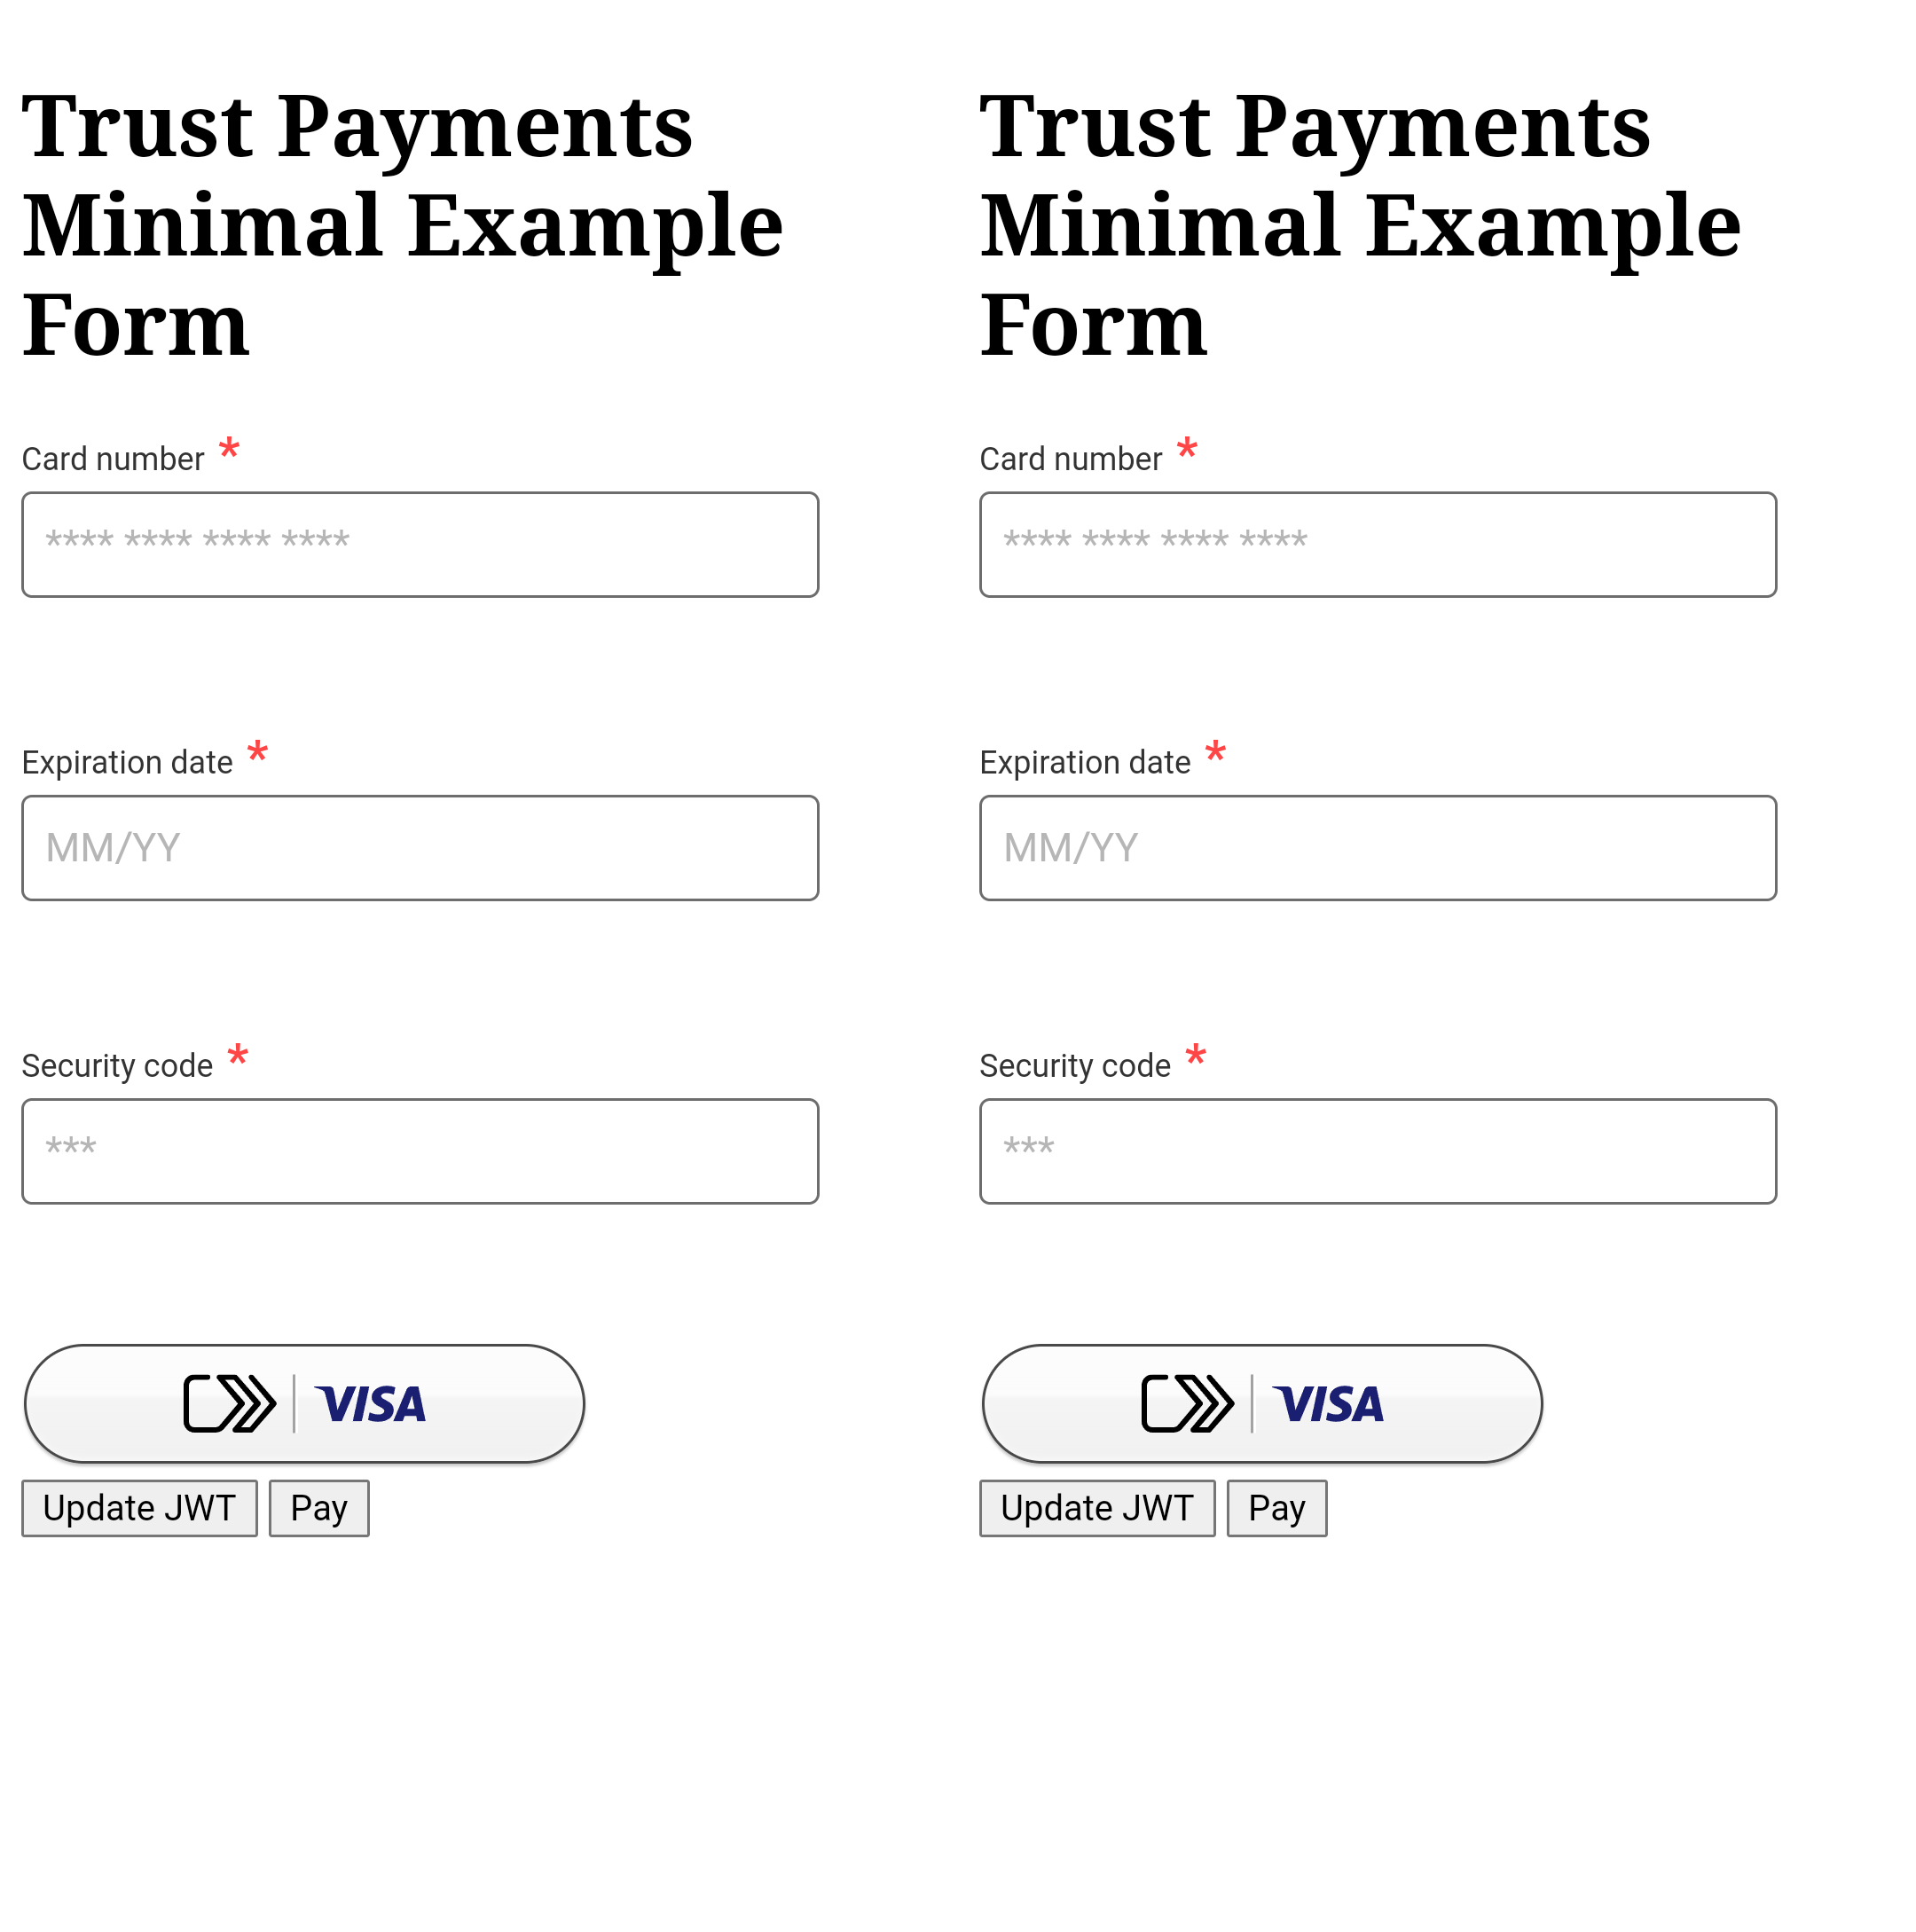 Trust Payments
Minimal Example
Form
Card number *
**** **** **** ****
Expiration date *
MM/YY
Security code *
***
VISA
Update JWT Pay
Trust Payments
Minimal Example
Form
Card number *
**** **** **** ****
Expiration date *
MM/YY
Security code *
***
VISA
Update JWT Pay